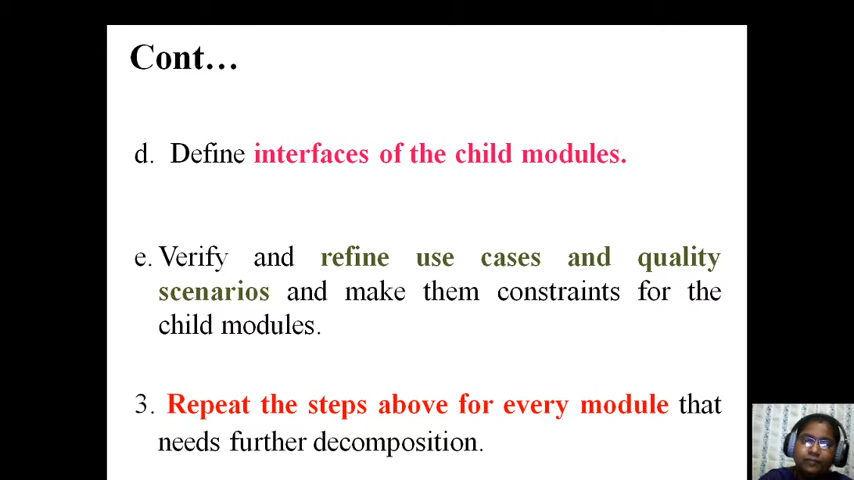 Cont…
d. Define interfaces of the child modules.
e. Verify and refine use cases and quality
scenarios and make them constraints for the
child modules.
3. Repeat the steps above for every module that
needs further decomposition.